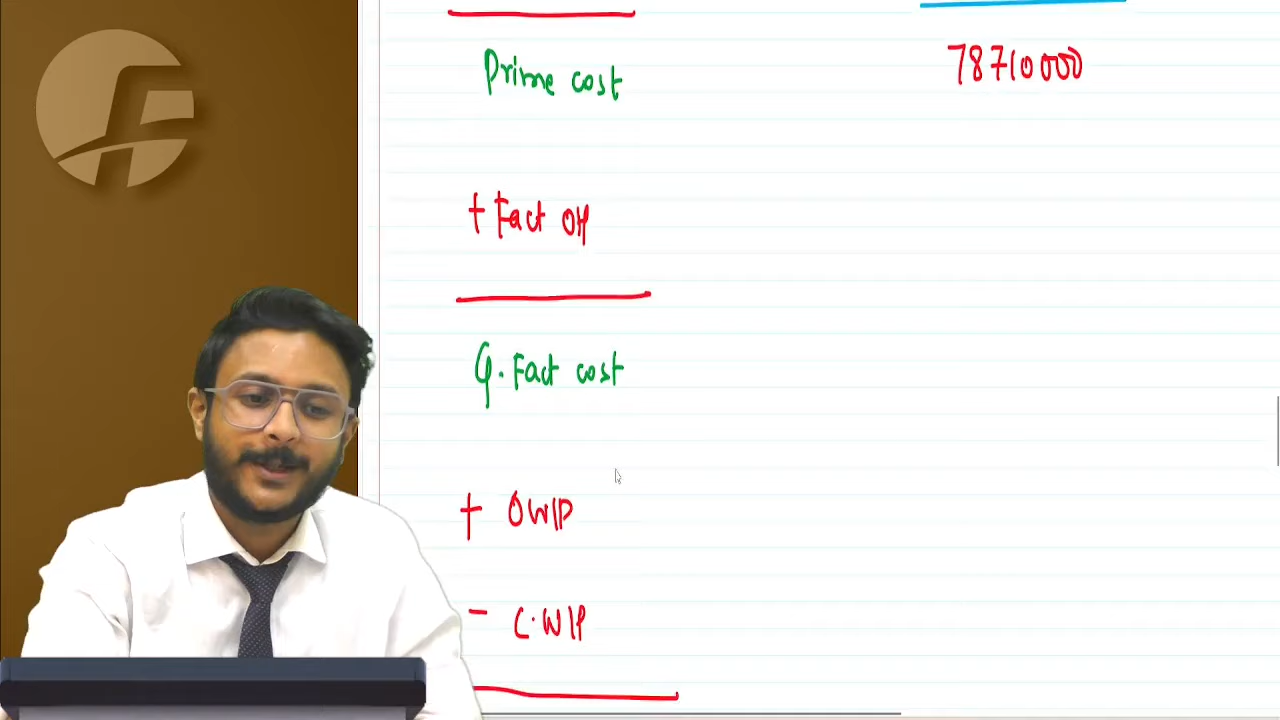 Prime cost 78710000
+ Fact OH
G. Fact cost
+ OWIP
- C.WIP